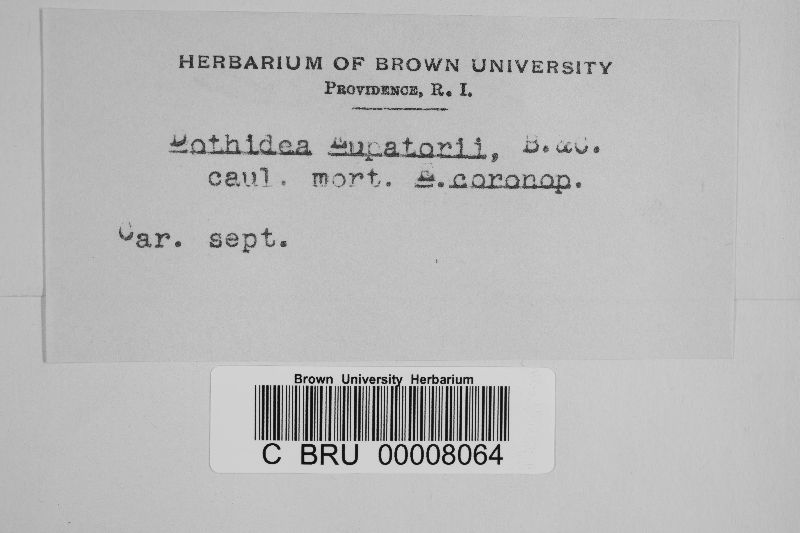 HERBARIUM OF BROWN UNIVERSITY
PROVIDENCE, R. I.
Dothidea Eupatorii, B.&C.
caul. mort. E.coronop.
Car. sept.
Brown University Herbarium
C BRU 00008064